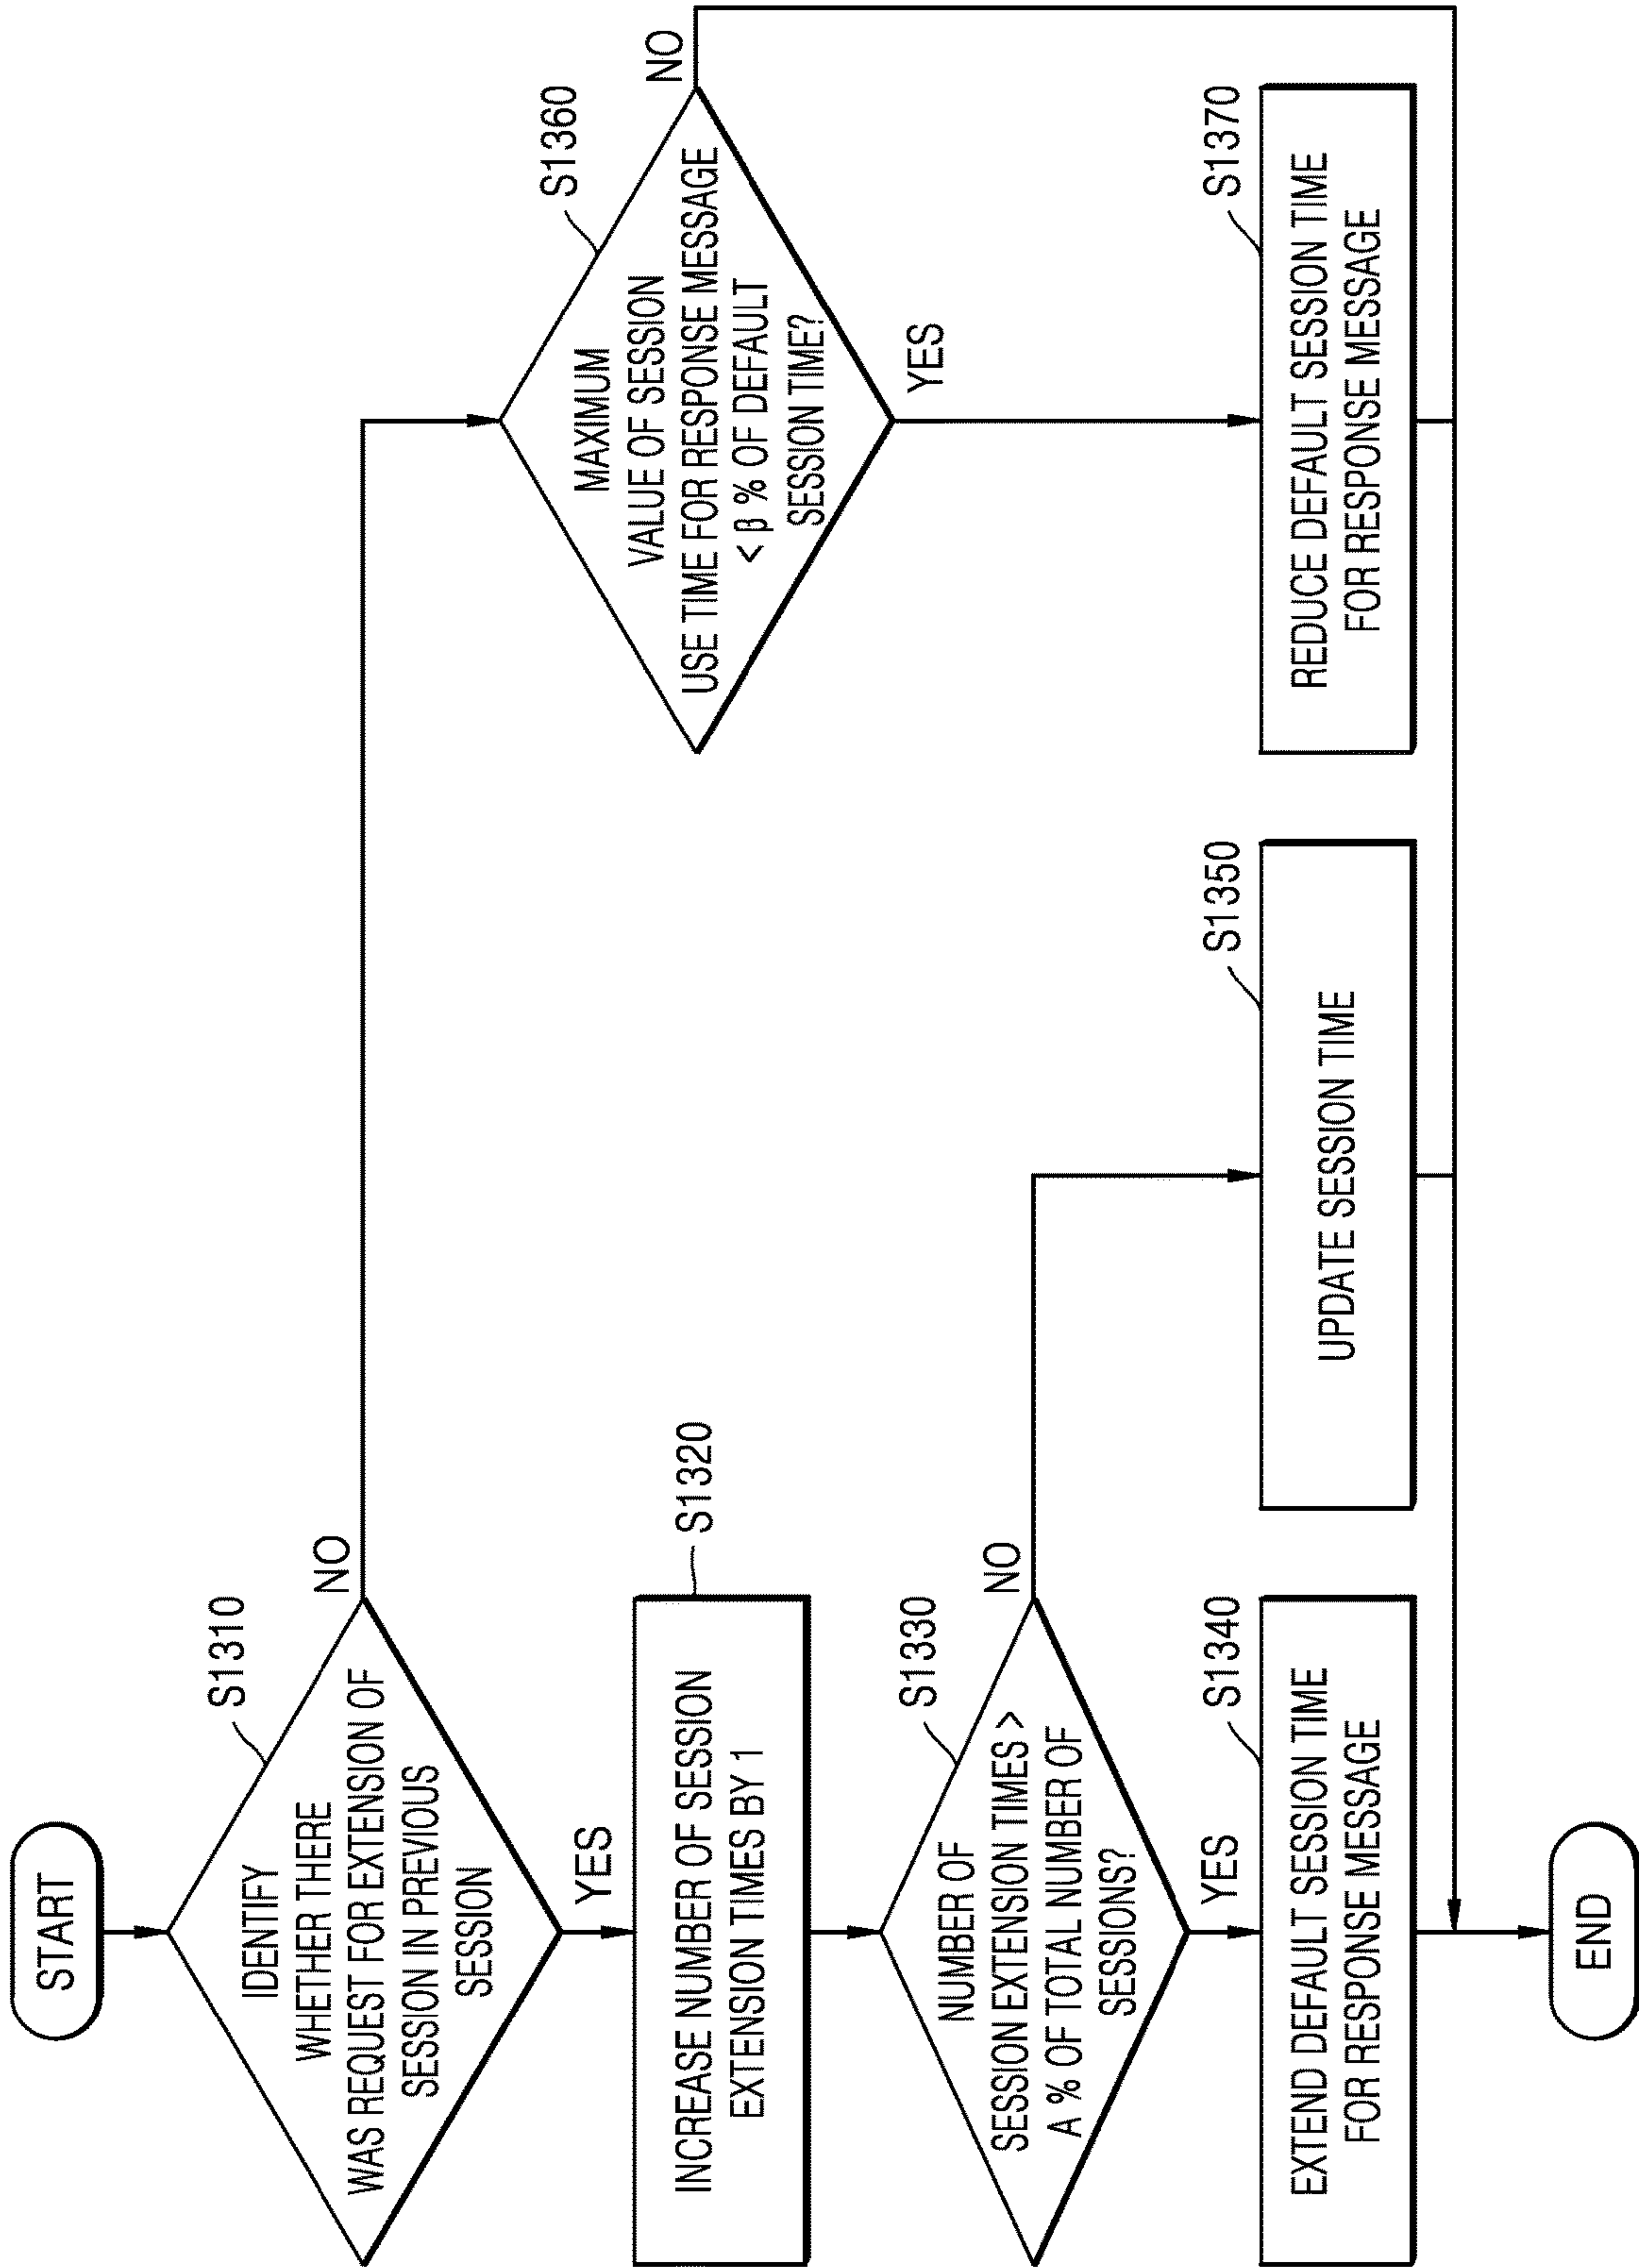 START
S1310
IDENTIFY
WHETHER THERE
WAS REQUEST FOR EXTENSION OF
SESSION IN PREVIOUS
SESSION
NO
YES
S1320
INCREASE NUMBER OF SESSION
EXTENSION TIMES BY 1
S1330
NUMBER OF
SESSION EXTENSION TIMES >
A % OF TOTAL NUMBER OF
SESSIONS?
NO
YES
S1340
EXTEND DEFAULT SESSION TIME
FOR RESPONSE MESSAGE
S1350
UPDATE SESSION TIME
S1360
MAXIMUM
VALUE OF SESSION
USE TIME FOR RESPONSE MESSAGE
< β % OF DEFAULT
SESSION TIME?
NO
YES
S1370
REDUCE DEFAULT SESSION TIME
FOR RESPONSE MESSAGE
END